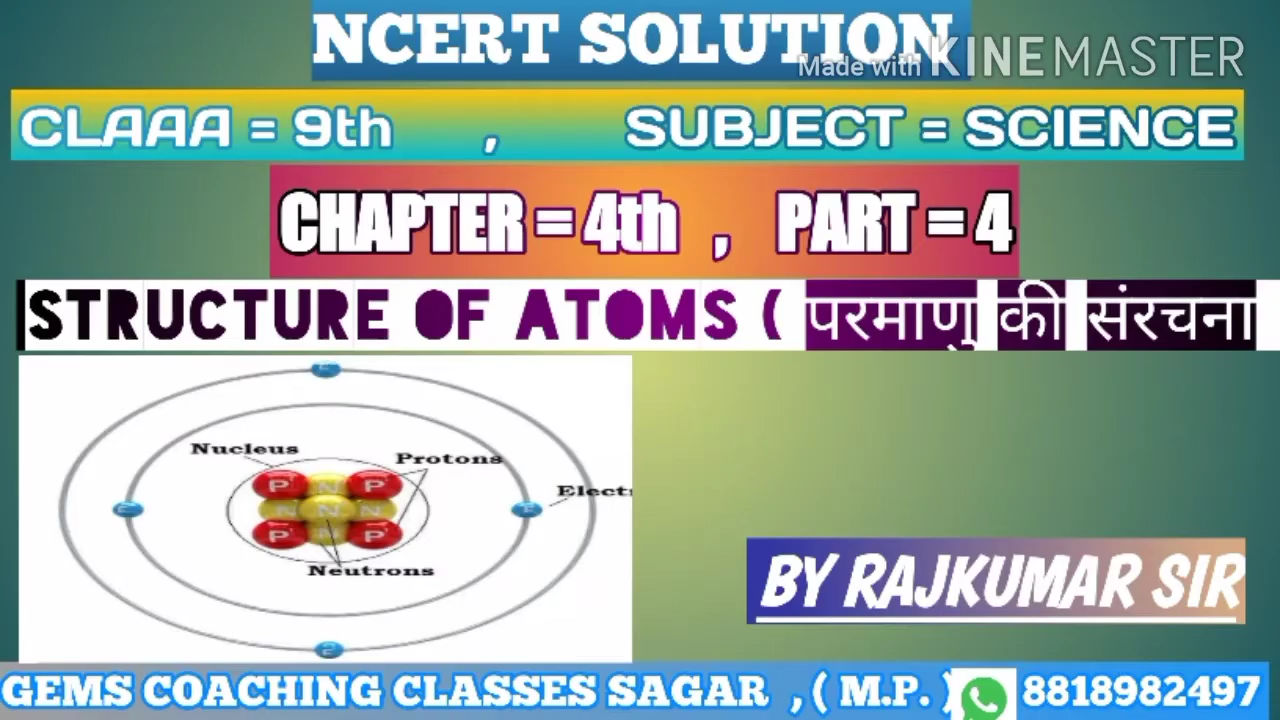 NCERT SOLUTION
Made with KINEMASTER
CLAAA = 9th , SUBJECT = SCIENCE
CHAPTER = 4th , PART = 4
STRUCTURE OF ATOMS ( परमाणु की संरचना
Nucleus
Protons
Electr
P N P
N N N
P N P
Neutrons
BY RAJKUMAR SIR
GEMS COACHING CLASSES SAGAR , ( M.P. ) 8818982497